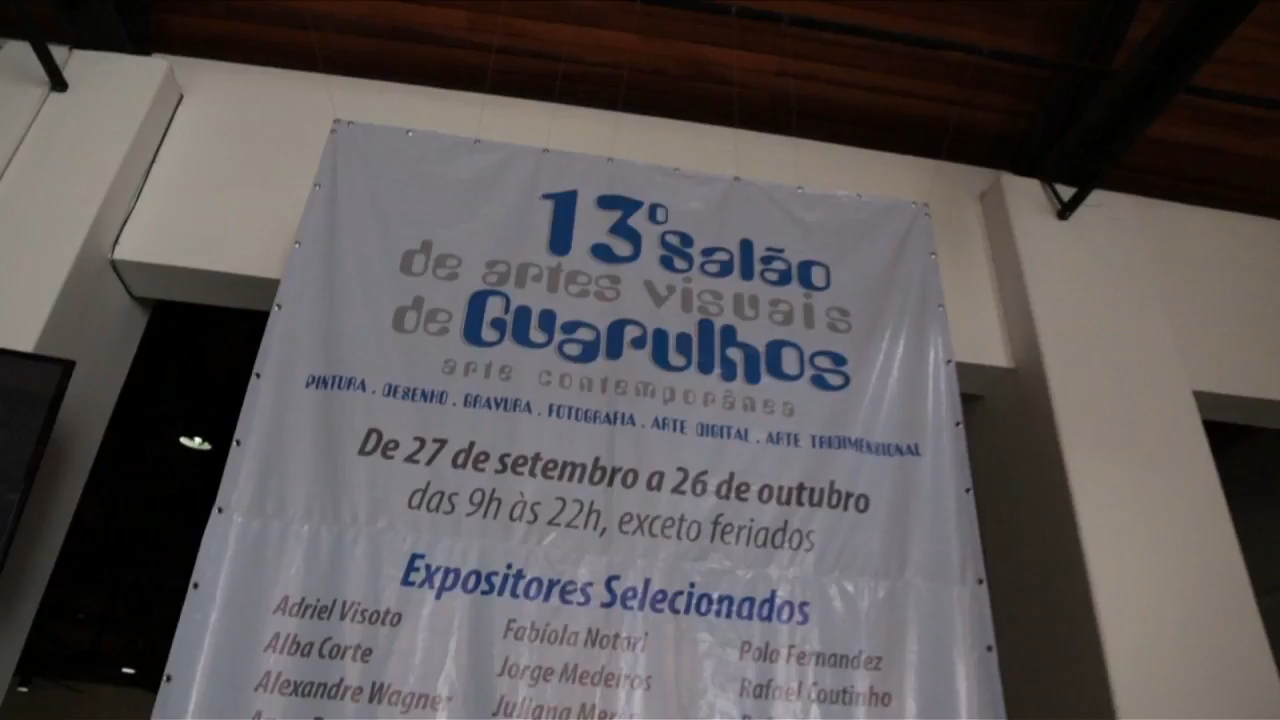 13º Salão
de artes visuais
de Guarulhos
arte contemporânea
PINTURA . DESENHO . GRAVURA . FOTOGRAFIA . ARTE DIGITAL . ARTE TRIDIMENSIONAL
De 27 de setembro a 26 de outubro
das 9h às 22h, exceto feriados
Expositores Selecionados
Adriel Visoto
Alba Corte
Alexandre Wagner
Fabíola Notari
Jorge Medeiros
Juliana
Polo Fernandez
Rafael Coutinho